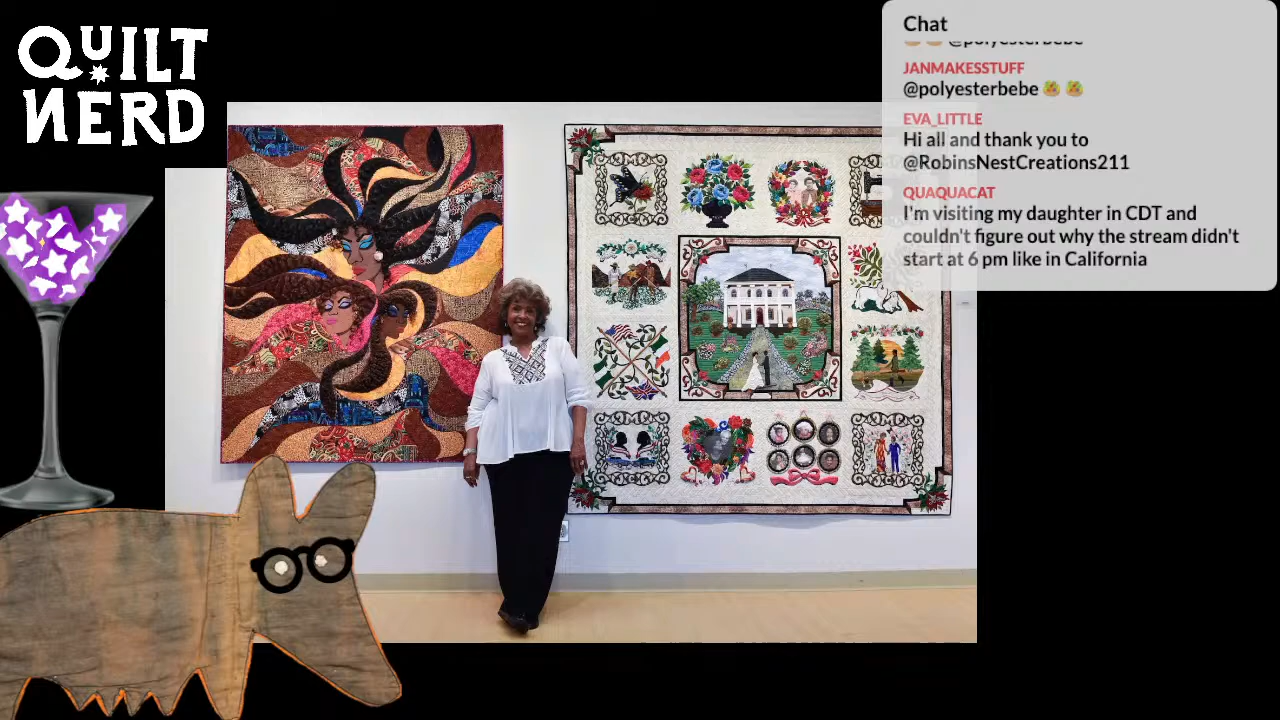 QUILT
NERD
Chat
@polyesterbebe
JANMAKESSTUFF
@polyesterbebe
EVA_LITTLE
Hi all and thank you to
@RobinsNestCreations211
QUAQUACAT
I'm visiting my daughter in CDT and
couldn't figure out why the stream didn't
start at 6 pm like in California